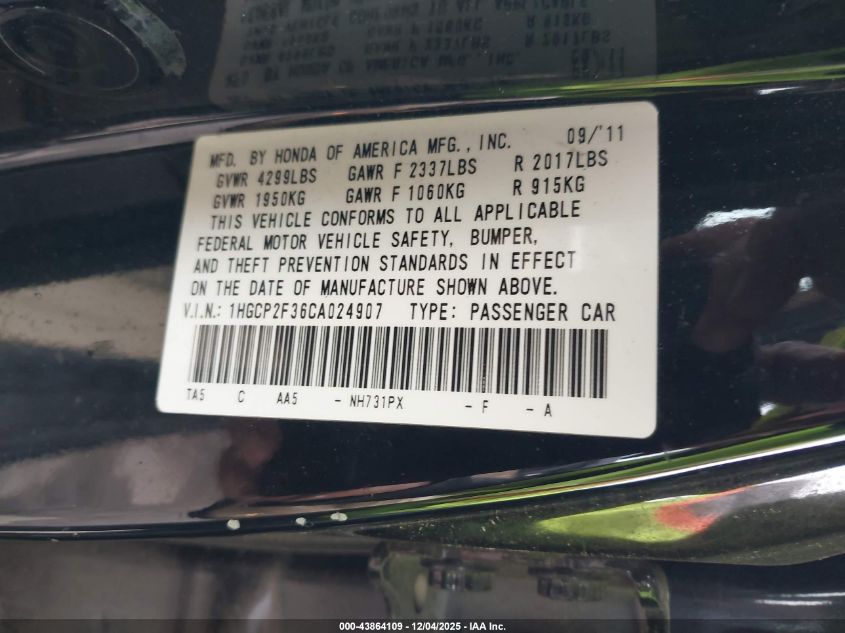 MFD. BY HONDA OF AMERICA MFG., INC. 09/'11
GVWR 4299LBS GAWR F 2337LBS R 2017LBS
GVWR 1950KG GAWR F 1060KG R 915KG
THIS VEHICLE CONFORMS TO ALL APPLICABLE
FEDERAL MOTOR VEHICLE SAFETY, BUMPER,
AND THEFT PREVENTION STANDARDS IN EFFECT
ON THE DATE OF MANUFACTURE SHOWN ABOVE.
V.I.N.: 1HGCP2F36CA024907 TYPE: PASSENGER CAR
TA5 C AA5 - NH731PX - F - A
000-43864109 - 12/04/2025 - IAA Inc.